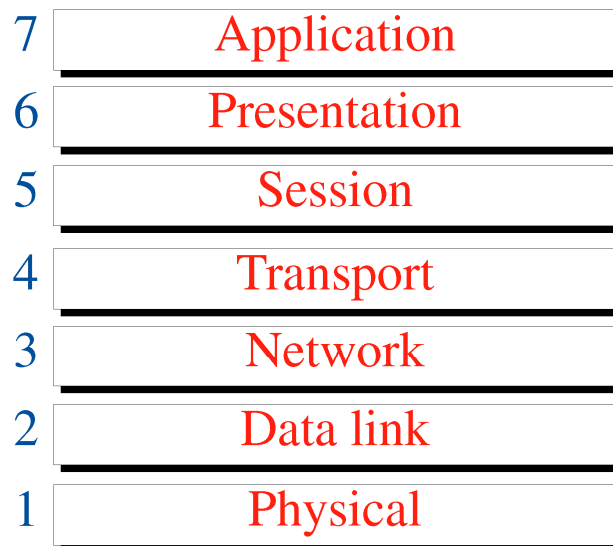 7 Application
6 Presentation
5 Session
4 Transport
3 Network
2 Data link
1 Physical